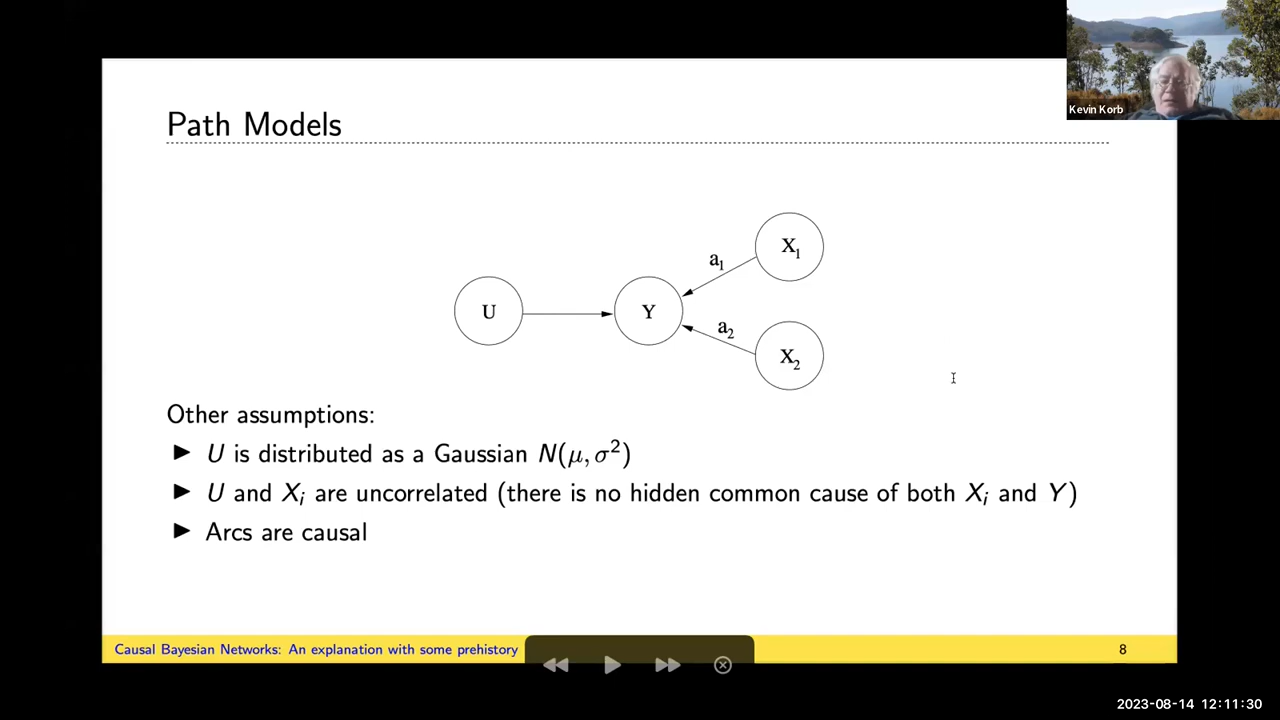 Kevin Korb
Path Models
X₁
a₁
U
Y
a₂
X₂
Other assumptions:
▶ U is distributed as a Gaussian N(μ, σ²)
▶ U and Xᵢ are uncorrelated (there is no hidden common cause of both Xᵢ and Y)
▶ Arcs are causal
Causal Bayesian Networks: An explanation with some prehistory
8
2023-08-14 12:11:30